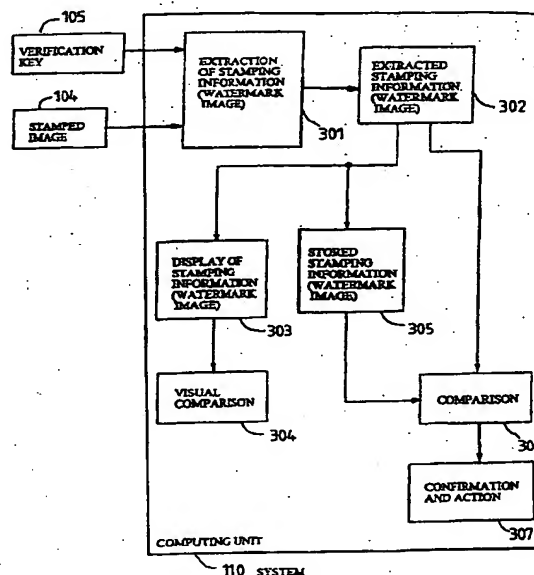 105
VERIFICATION
KEY
104
STAMPED
IMAGE
EXTRACTION
OF STAMPING
INFORMATION
(WATERMARK
IMAGE)
301
EXTRACTED
STAMPING
INFORMATION.
(WATERMARK
IMAGE)
302
DISPLAY OF
STAMPING
INFORMATION
(WATERMARK
IMAGE)
303
STORED
STAMPING
INFORMATION
(WATERMARK
IMAGE)
305
VISUAL
COMPARISON
304
COMPARISON
30
CONFIRMATION
AND ACTION
307
COMPUTING UNIT
110 SYSTEM